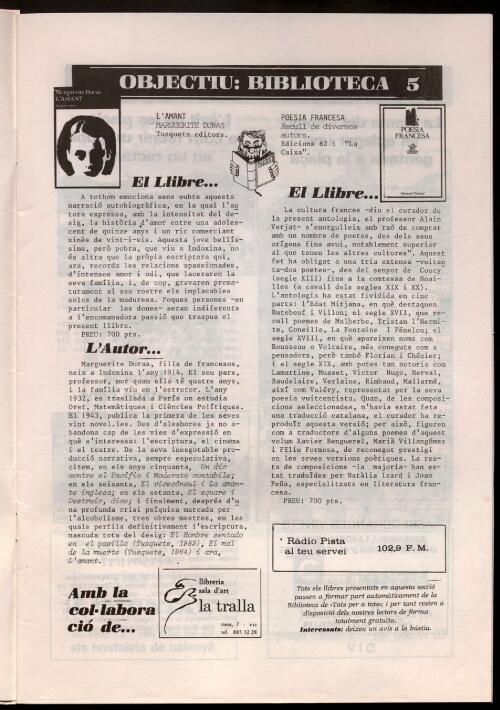 OBJECTIU: BIBLIOTECA 5
Marguerite Duras
L'AMANT
L'AMANT
MARGUERITE DURAS
Tusquets editors.
El Llibre...
A tothom emociona sens subte aquesta
narració autobiogràfica, en la qual l'au
tora expressa, amb la intensitat del de-
sig, la història d'amor entre una adoles-
cent de quinze anys i un ric comerciant
xinès de vint-i-sis. Aquesta jove bellís-
sima, però pobra, que viu a Indoxina, no
és altra que la pròpia escriptora qui,
ara, recorda les relacions apassionades,
d'intensos amor i odi, que laceraren la
seva família, i, de cop, gravaren prema-
turament al seu rostre els implacables
solcs de la maduresa. Poques persones -en
particular les dones- seran indiferents
a l'encomanadora passió que traspua el
present llibre.
PREU: 700 pts.
L'Autor...
Marguerite Duras, filla de francesos,
neix a Indoxina l'any 1914. El seu pare,
professor, mor quan ella té quatre anys,
i la família viu en l'estretor. L'any
1932, es trasllada a París on estudia
Dret, Matemàtiques i Ciències Polítiques.
El 1943, publica la primera de les seves
vint novel.les. Des d'aleshores ja no a-
bandona cap de les vies d'expressió en
què s'interessa: l'escriptura, el cinema
i el teatre. De la seva inesgotable pro-
ducció narrativa, sempre especulativa,
citem, en els anys cinquanta, Un dic
contra el Pacífic i Moderato contabile;
en els seixanta, El vicecònsul i La aman-
te inglesa; en els setanta, El square i
Destruir, dice; i finalment, després d'u
na profunda crisi psíquica marcada per
l'alcoholisme, tres obres mestres, en les
quals perfila definitivament l'escriptura,
nascuda tots del desig: El Hombre sentado
en el pasillo (Tusquets, 1983), El mal
de la muerte (Tusquets, 1984) i ara,
L'amant.
POESIA FRANCESA
Recull de diversos
autors.
Edicions 62 i "La
Caixa".
POESIA
FRANCESA
El Llibre...
La cultura frances -diu el curador de
la present antologia, el professor Alain
Verjat- s'enorgulleix amb raó de comptar
amb un nombre de poetes, des dels seus
orígens fins avui, notablement superior
al que tenen les altres cultures". Aquest
fet ha obligat a una tria extensa -vuitan
ta-dos poetes-, des del senyor de Coucy
(segle XIII) fins a la comtessa de Noai-
lles (a cavall dels segles XIX i XX).
L'antologia està dividida en cinc
parts: l'Edat Mitjana, en què destaquen
Rutebeuf i Villon; el segle XVII, que re-
cull poemes de Malherbe, Tristan l'Hermi-
te, Corneille, La Fontaine i Fénelon; el
segle XVIII, en què apareixen noms com
Rousseau o Voltaire, més coneguts com a
pensadors, però també Florian i Chénier;
i el segle XIX, amb potes tan notoris com
Lamartine, Musset, Victor Hugo, Nerval,
Baudelaire, Verlaine, Rimbaud, Mallarmé,
així com Valéry, representat per la seva
poesia vuitcentista. Quan, de les composi-
cions seleccionades, n'havia estat feta
una traducció catalana, el curador ha re-
produït aquesta versió; per això, figuren
com a traductors d'alguns poemes d'aquest
volum Xavier Benguerel, Marià Villangómez
i FEliu Formosa, de reconegut prestigi
en les seves versions poètiques. La res-
ta de composicions -la majoria- han es-
tat traduïdes per Natàlia Izard i Joan
Peña, especialitzats en literatura fran-
cesa.
PREU: 700 pts.
Amb la
col·labora
ció de...
llibreria
sala d'art
la tralla
riera, 7 - vic
tel. 885 32 28
Ràdio Pista
al teu servei
102,9 F. M.
Tots els llibres presentats en aquesta secció
passen a formar part automàticament de la
Biblioteca de «Tots per a tots»; i per tant resten a
disposició dels nostres lectors de forma
totalment gratuïta.
Interessats: deixeu un avís a la bústia.